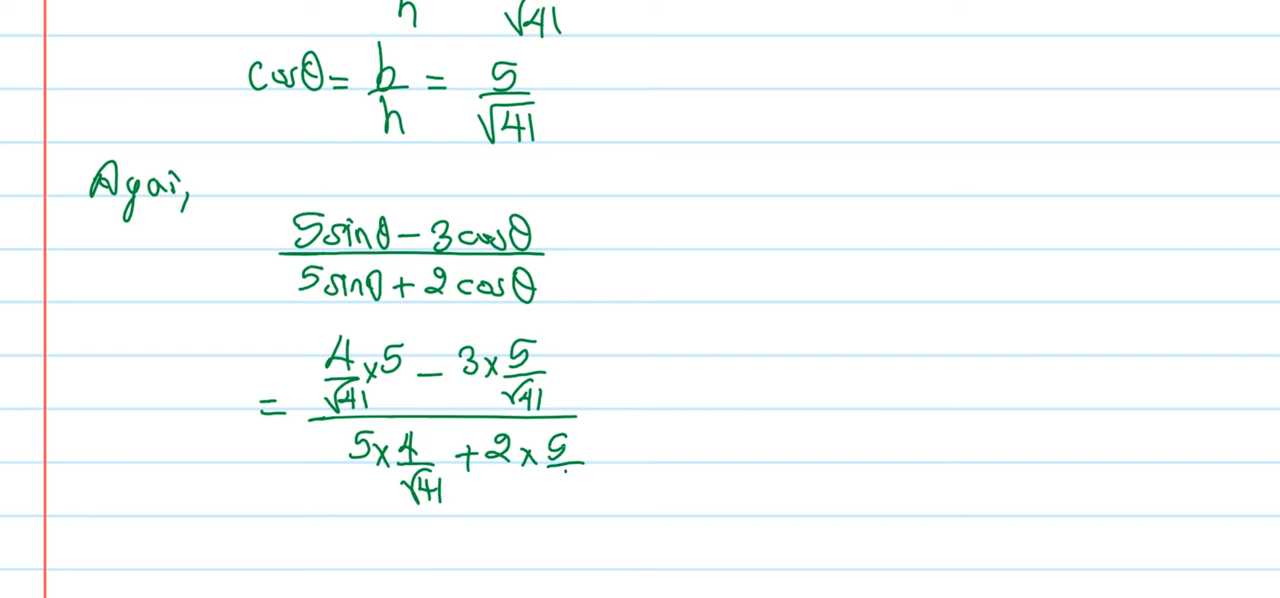 h √41
cosθ = b/h = 5/√41
Agai,
5sinθ − 3cosθ
5sinθ + 2cosθ
= 4/√41 × 5 − 3 × 5/√41
5 × 4/√41 + 2 × 5